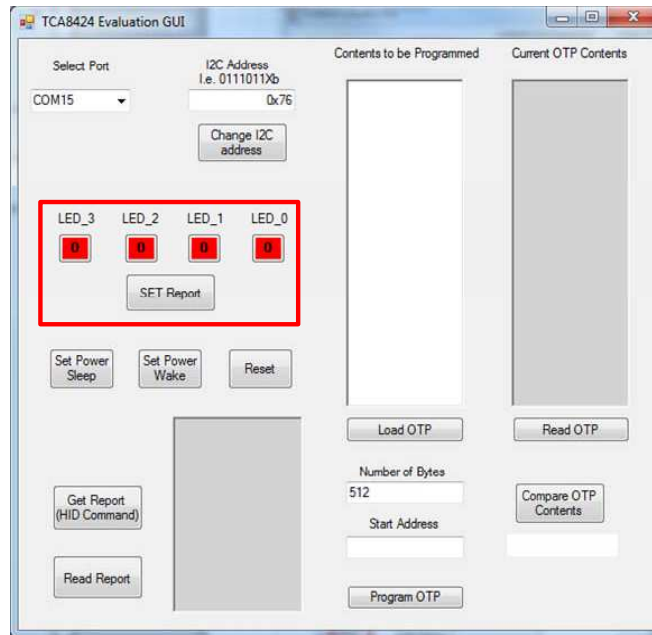 TCA8424 Evaluation GUI
Select Port
COM15
I2C Address
I.e. 0111011Xb
0x76
Change I2C
address
LED_3 LED_2 LED_1 LED_0
0 0 0 0
SET Report
Set Power
Sleep
Set Power
Wake
Reset
Get Report
(HID Command)
Read Report
Contents to be Programmed
Load OTP
Number of Bytes
512
Start Address
Program OTP
Current OTP Contents
Read OTP
Compare OTP
Contents